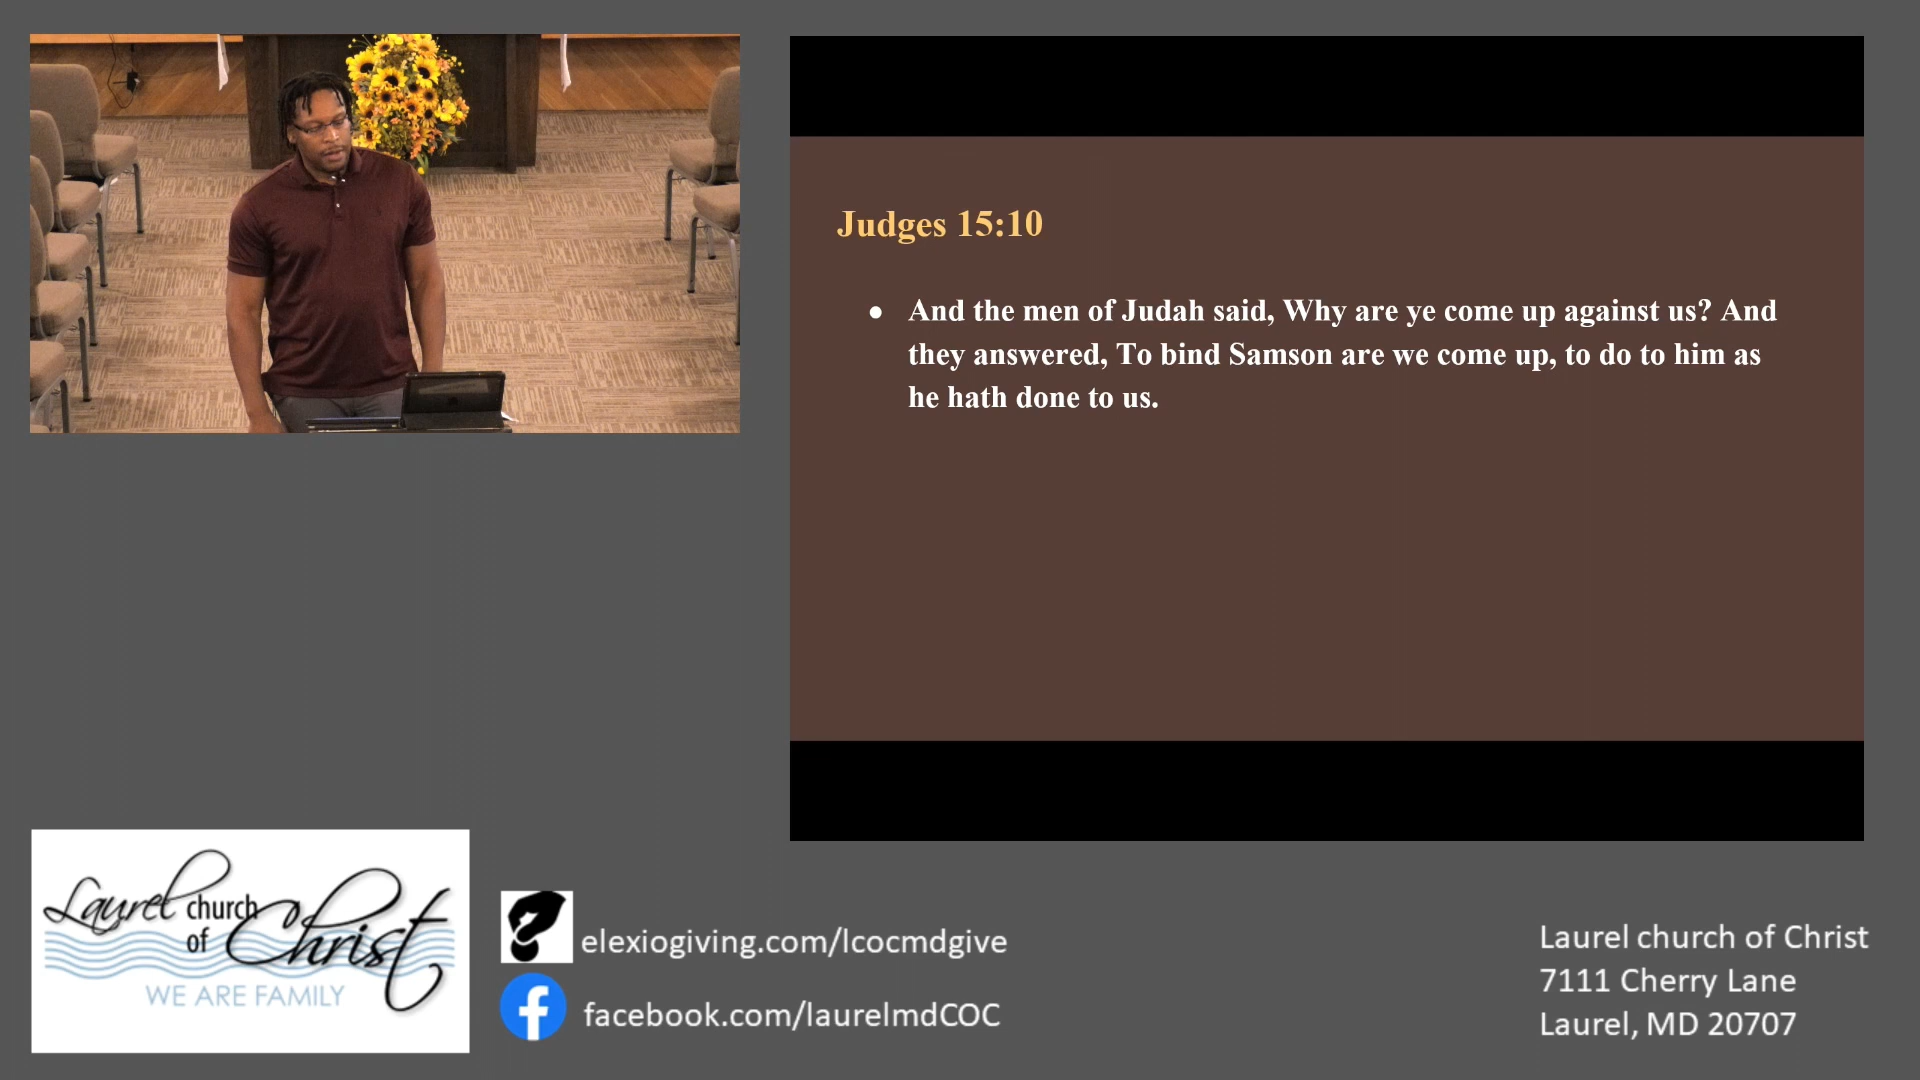 Judges 15:10
● And the men of Judah said, Why are ye come up against us? And
they answered, To bind Samson are we come up, to do to him as
he hath done to us.
Laurel church
of Christ
WE ARE FAMILY
elexiogiving.com/lcocmdgive
facebook.com/laurelmdCOC
Laurel church of Christ
7111 Cherry Lane
Laurel, MD 20707